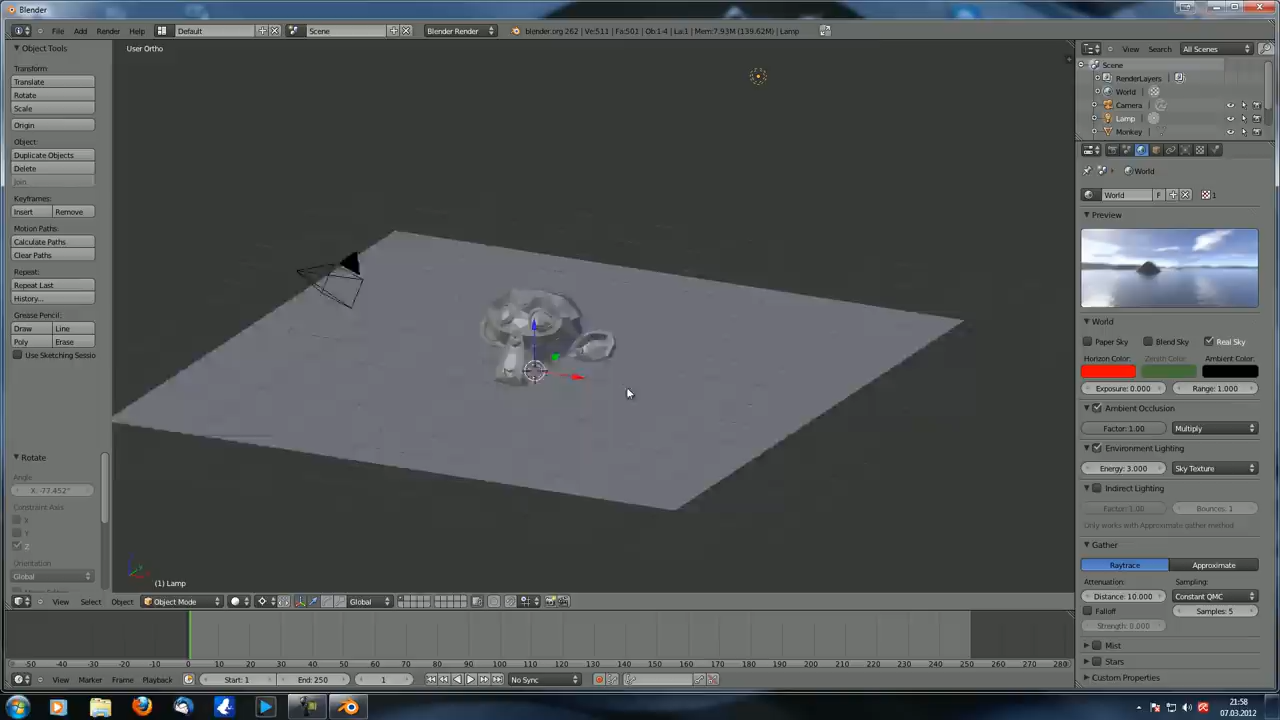 Blender
File Add Render Help Default Scene Blender Render blender.org 262 | Ve:511 | Fa:501 | Ob:1-4 | La:1 | Mem:7.93M (139.62M) | Lamp
Object Tools
Transform:
Translate
Rotate
Scale
Origin
Object:
Duplicate Objects
Delete
Join
Keyframes:
Insert Remove
Motion Paths:
Calculate Paths
Clear Paths
Repeat:
Repeat Last
History...
Grease Pencil:
Draw Line
Poly Erase
Use Sketching Sessio
Rotate
Angle
X: -77.452°
Constraint Axis
X
Y
Z
Orientation
Global
User Ortho
(1) Lamp
View Select Object Object Mode Global
View Search All Scenes
Scene
RenderLayers
World
Camera
Lamp
Monkey
World
World F 1
Preview
World
Paper Sky Blend Sky Real Sky
Horizon Color: Zenith Color: Ambient Color:
Exposure: 0.000 Range: 1.000
Ambient Occlusion
Factor: 1.00 Multiply
Environment Lighting
Energy: 3.000 Sky Texture
Indirect Lighting
Factor: 1.00 Bounces: 1
Only works with Approximate gather method
Gather
Raytrace Approximate
Attenuation: Sampling:
Distance: 10.000 Constant QMC
Falloff Samples: 5
Strength: 0.000
Mist
Stars
Custom Properties
-50 -40 -30 -20 -10 0 10 20 30 40 50 60 70 80 90 100 110 120 130 140 150 160 170 180 190 200 210 220 230 240 250 260 270 280
View Marker Frame Playback Start: 1 End: 250 1 No Sync
21:58
07.03.2012